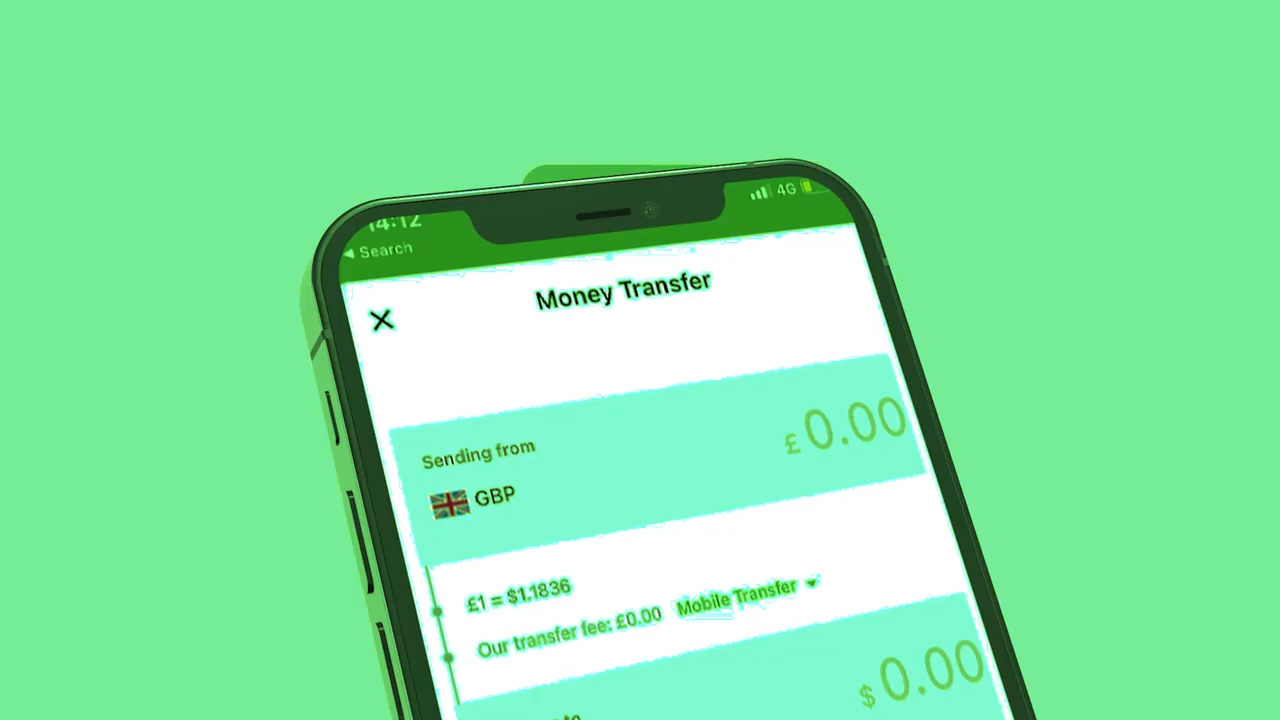 14:12
4G
◀ Search
Money Transfer
Sending from
£0.00
GBP
£1 = $1.1836
Our transfer fee: £0.00 Mobile Transfer
$0.00